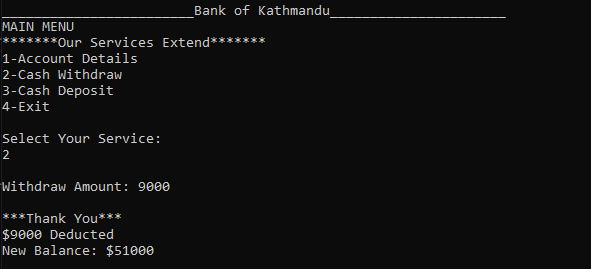 ________________________Bank of Kathmandu______________________
MAIN MENU
*******Our Services Extend*******
1-Account Details
2-Cash Withdraw
3-Cash Deposit
4-Exit
Select Your Service:
2
Withdraw Amount: 9000
***Thank You***
$9000 Deducted
New Balance: $51000